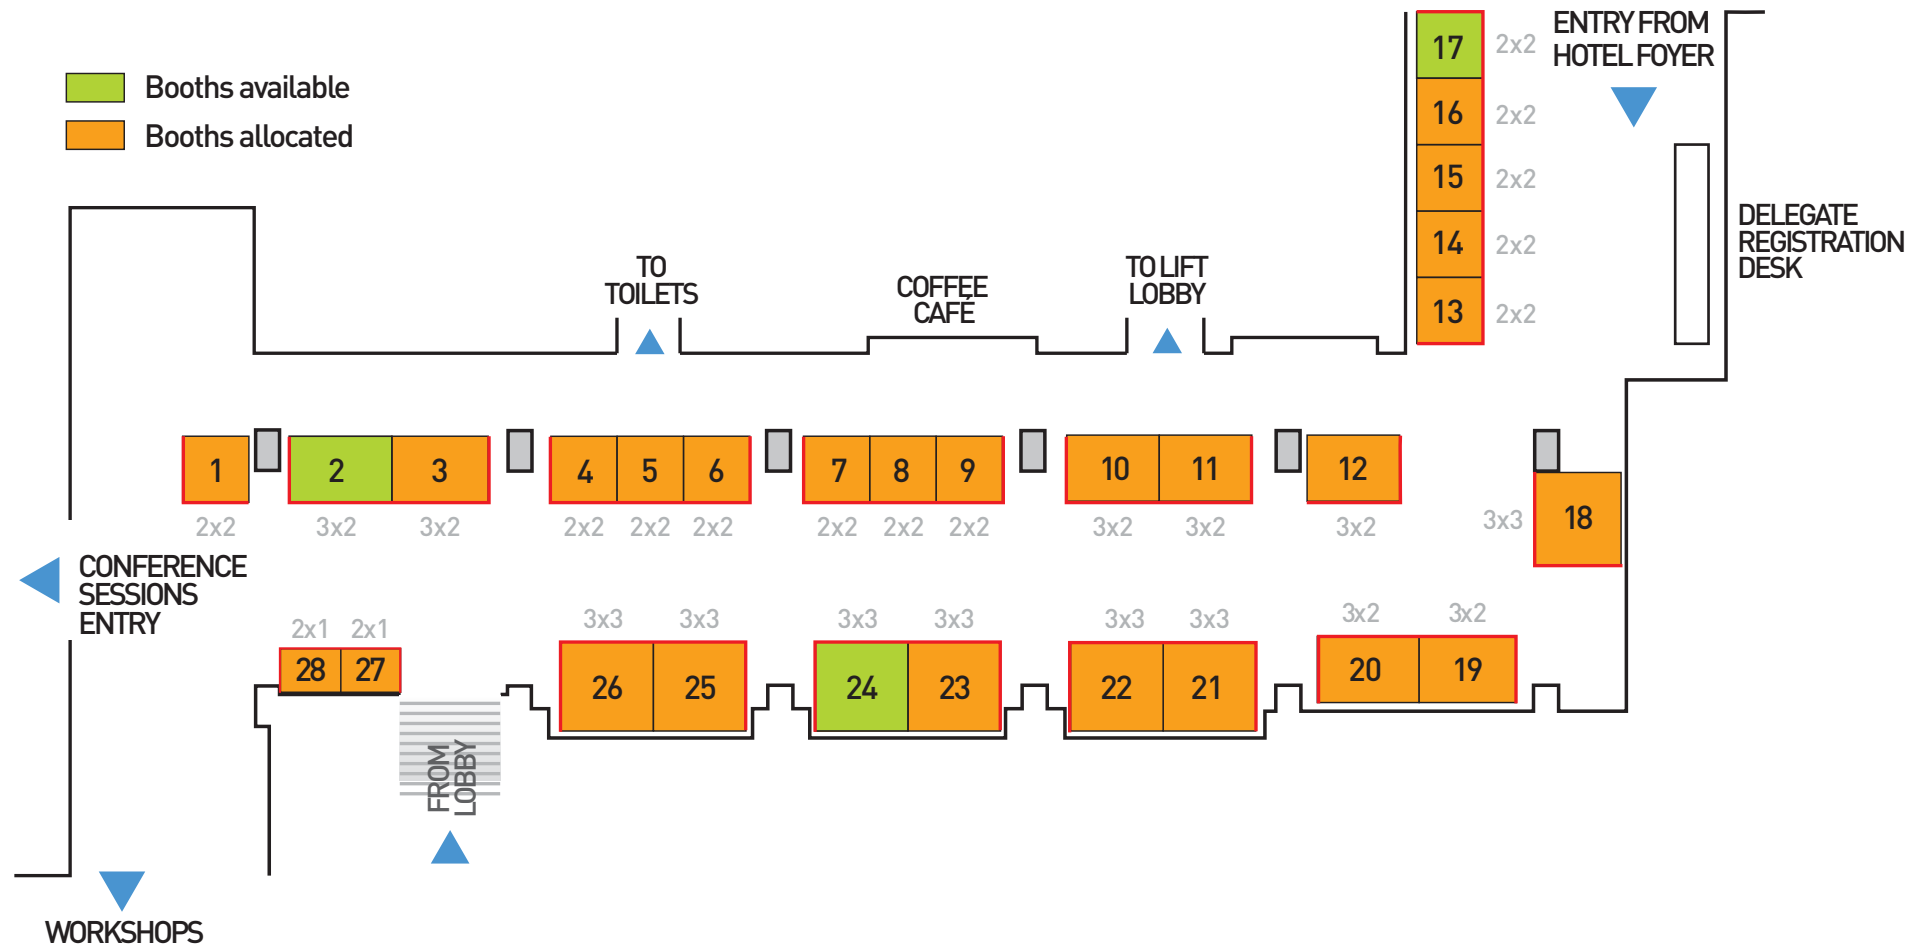 Booths available
Booths allocated
17 2x2
16 2x2
15 2x2
14 2x2
13 2x2
ENTRY FROM
HOTEL FOYER
DELEGATE
REGISTRATION
DESK
TO
TOILETS
COFFEE
CAFÉ
TO LIFT
LOBBY
1 2 3 4 5 6 7 8 9 10 11 12
2x2 3x2 3x2 2x2 2x2 2x2 2x2 2x2 2x2 3x2 3x2 3x2
3x3 18
CONFERENCE
SESSIONS
ENTRY
2x1 2x1 3x3 3x3 3x3 3x3 3x3 3x3 3x2 3x2
28 27 26 25 24 23 22 21 20 19
FROM
LOBBY
WORKSHOPS